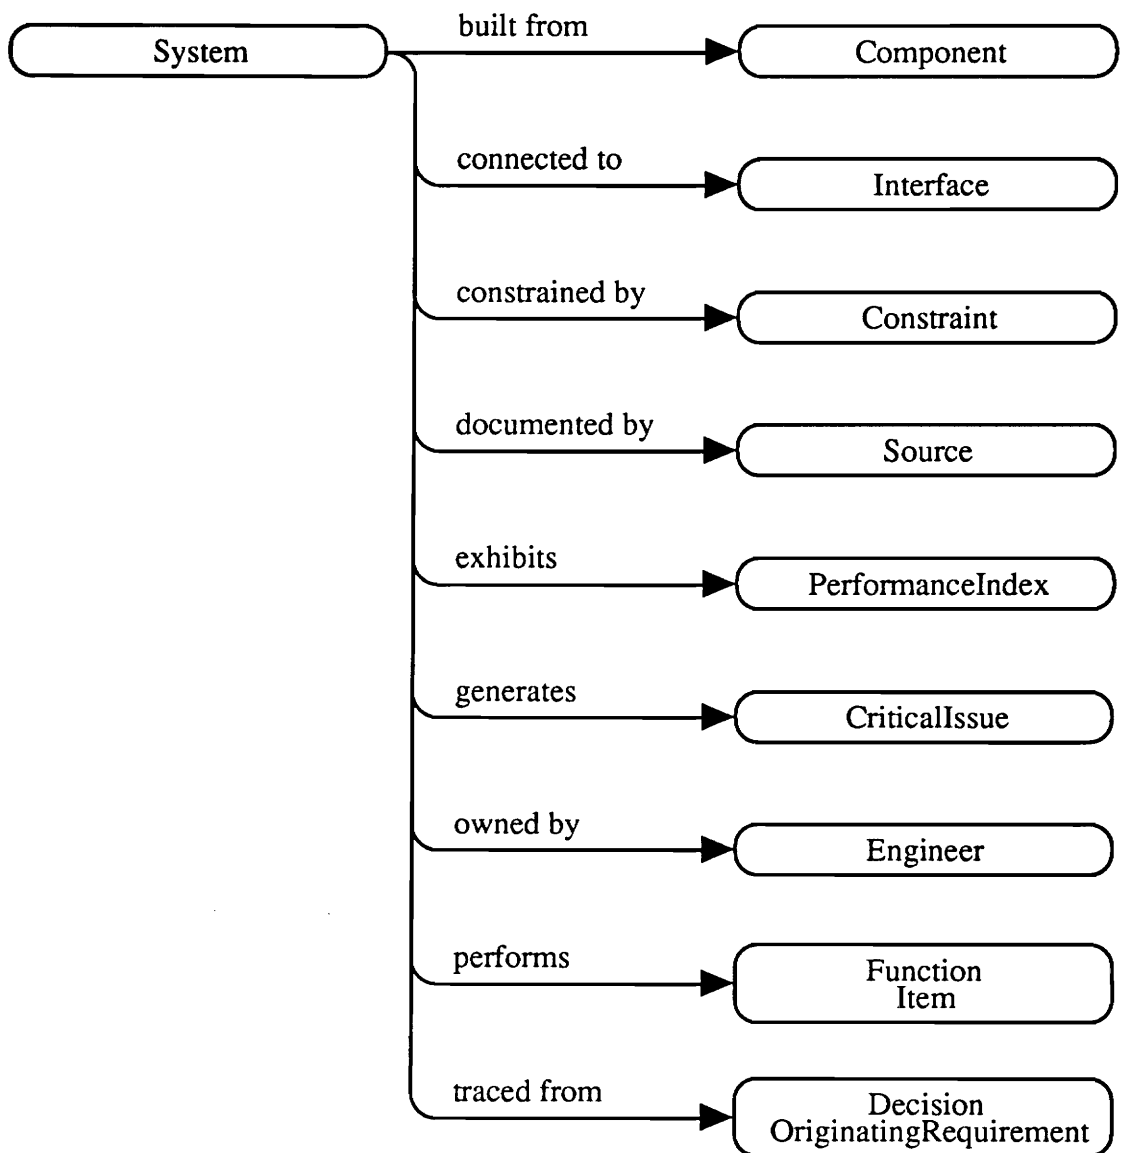 built from
System
Component
connected to
Interface
constrained by
Constraint
documented by
Source
exhibits
PerformanceIndex
generates
CriticalIssue
owned by
Engineer
performs
Function
Item
traced from
Decision
OriginatingRequirement